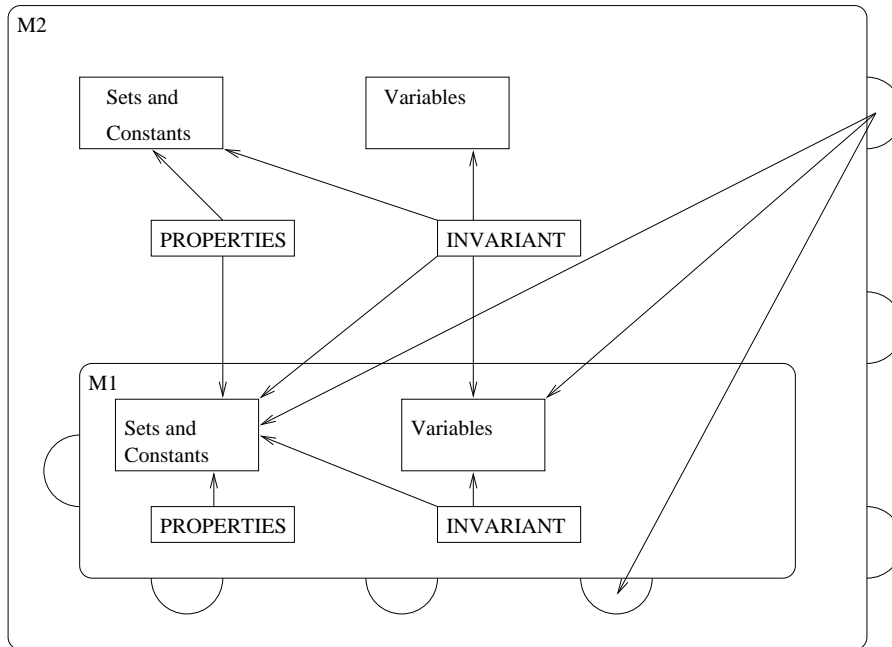 M2
Sets and
Constants
Variables
PROPERTIES
INVARIANT
M1
Sets and
Constants
Variables
PROPERTIES
INVARIANT